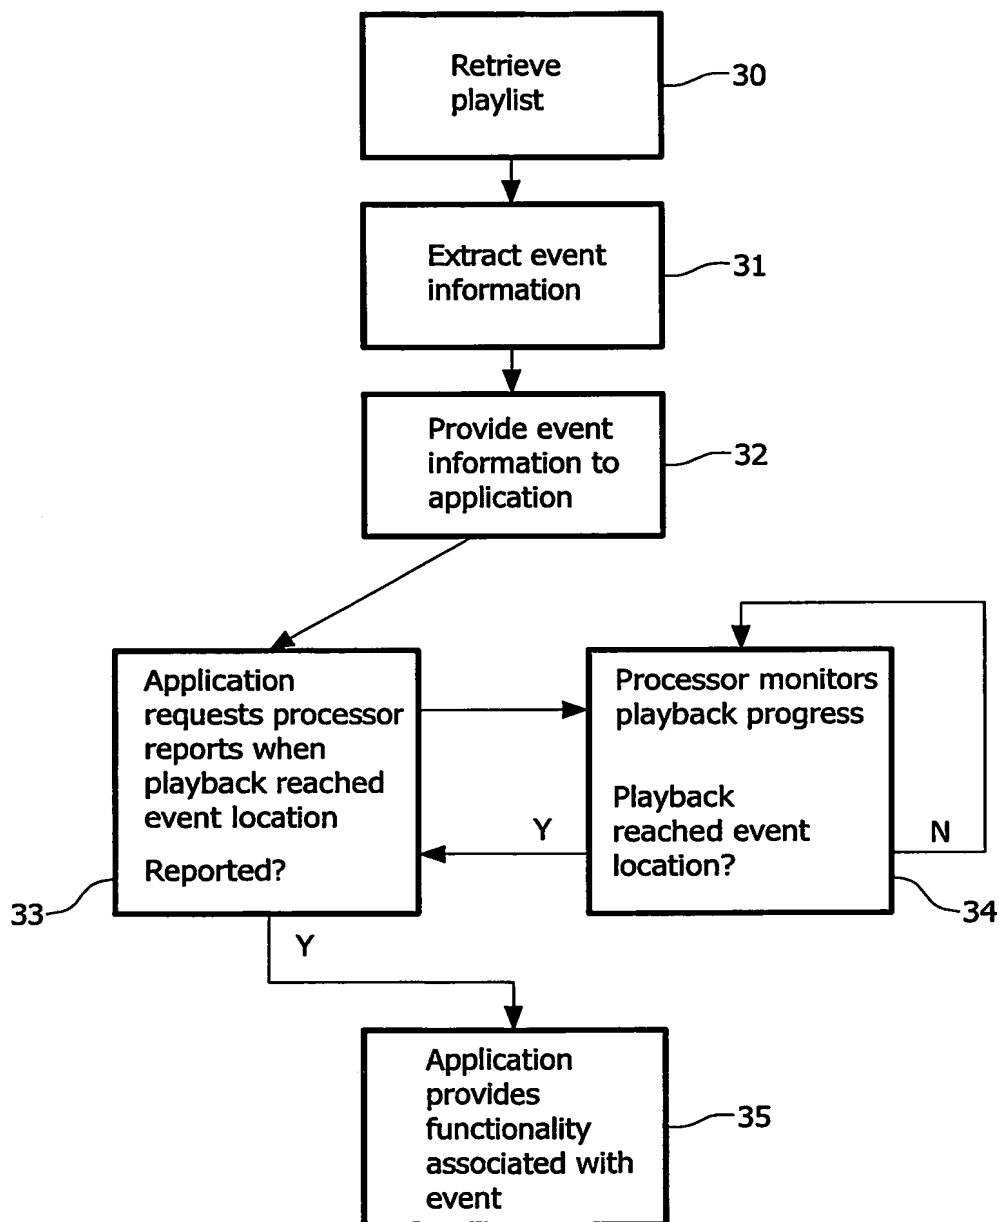 Retrieve
playlist
30
Extract event
information
31
Provide event
information to
application
32
Application
requests processor
reports when
playback reached
event location
Reported?
33
Y
Processor monitors
playback progress
Playback
reached event
location?
Y
N
34
Application
provides
functionality
associated with
event
35